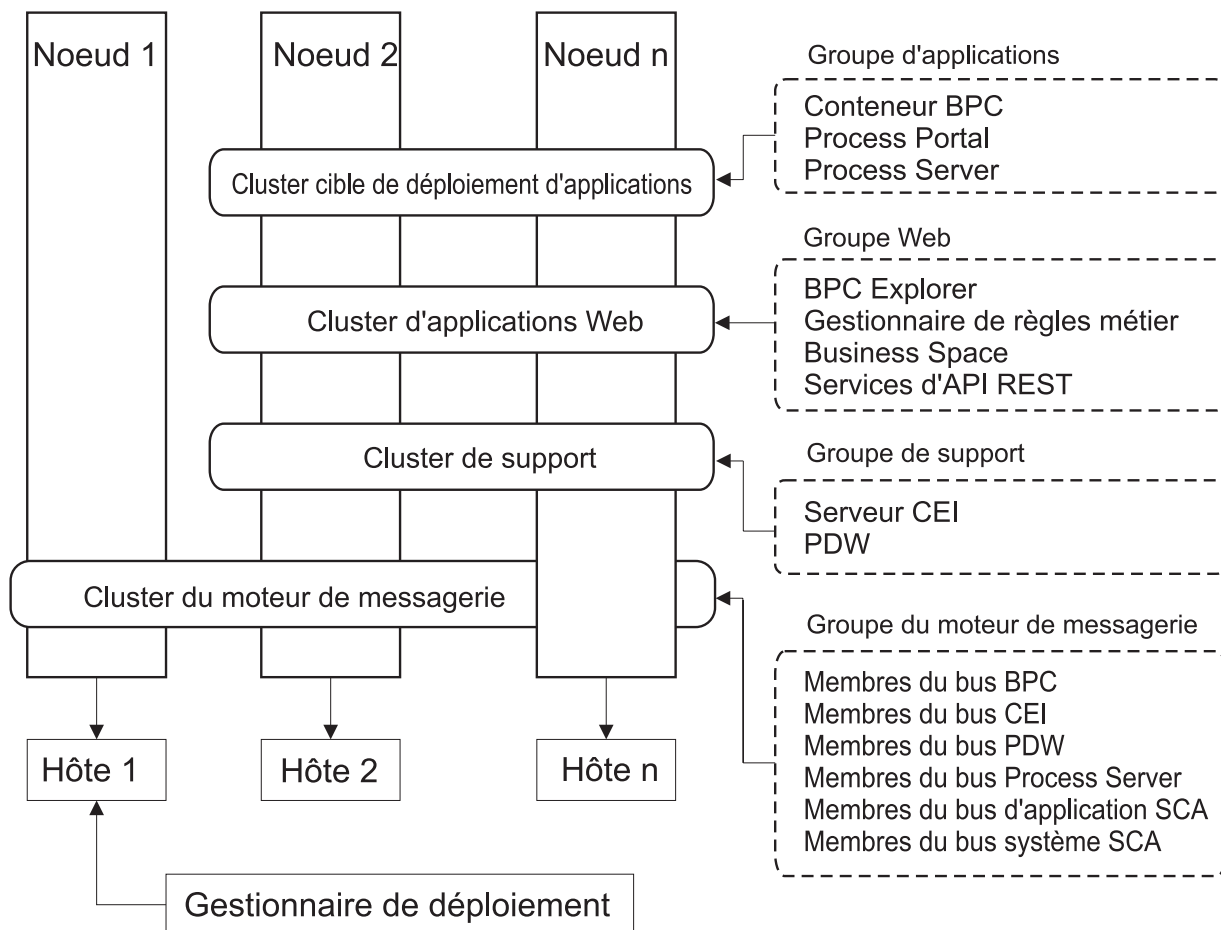 Noeud 1
Noeud 2
Noeud n
Groupe d'applications
Conteneur BPC
Process Portal
Process Server
Cluster cible de déploiement d'applications
Groupe Web
BPC Explorer
Gestionnaire de règles métier
Business Space
Services d'API REST
Cluster d'applications Web
Groupe de support
Cluster de support
Serveur CEI
PDW
Cluster du moteur de messagerie
Groupe du moteur de messagerie
Membres du bus BPC
Membres du bus CEI
Membres du bus PDW
Membres du bus Process Server
Membres du bus d'application SCA
Membres du bus système SCA
Hôte 1
Hôte 2
Hôte n
Gestionnaire de déploiement